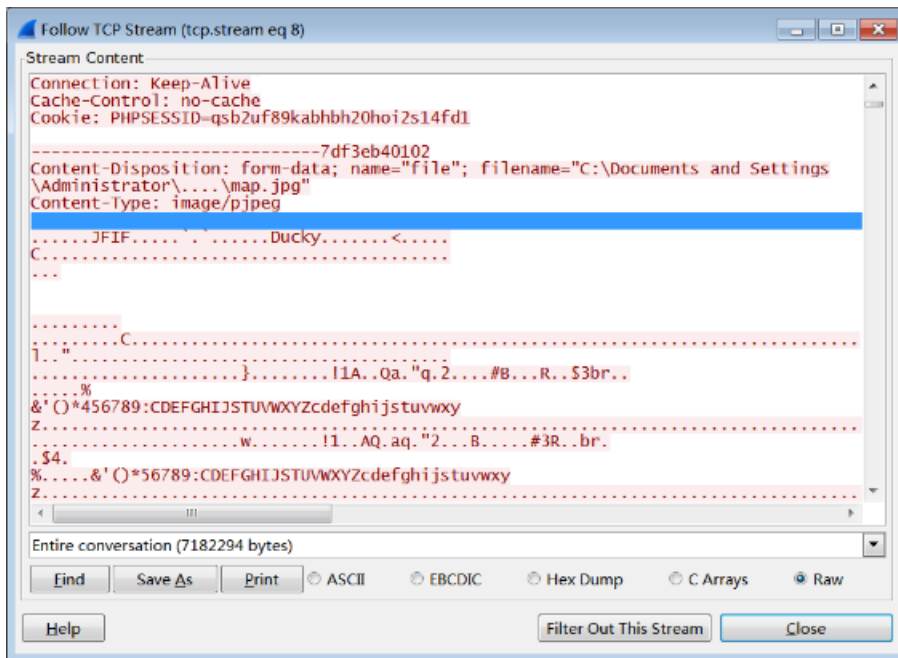 Follow TCP Stream (tcp.stream eq 8)
Stream Content
Connection: Keep-Alive
Cache-Control: no-cache
Cookie: PHPSESSID=qsb2uf89kabhbh20hoi2s14fd1
-----------------------------7df3eb40102
Content-Disposition: form-data; name="file"; filename="C:\Documents and Settings
\Administrator\....\map.jpg"
Content-Type: image/pjpeg
......JFIF.....`.`......Ducky.......<.....
C.........................................
...
.........
.........C.......................................................................
l..".....................................
.....................}........!1A..Qa."q.2....#B...R..$3br..
.....%
&'()*456789:CDEFGHIJSTUVWXYZcdefghijstuvwxy
z................................................................................
.....................w.......!1..AQ.aq."2...B.....#3R..br.
.$4.
%.....&'()*56789:CDEFGHIJSTUVWXYZcdefghijstuvwxy
z................................................................................
Entire conversation (7182294 bytes)
Find Save As Print ASCII EBCDIC Hex Dump C Arrays Raw
Help Filter Out This Stream Close